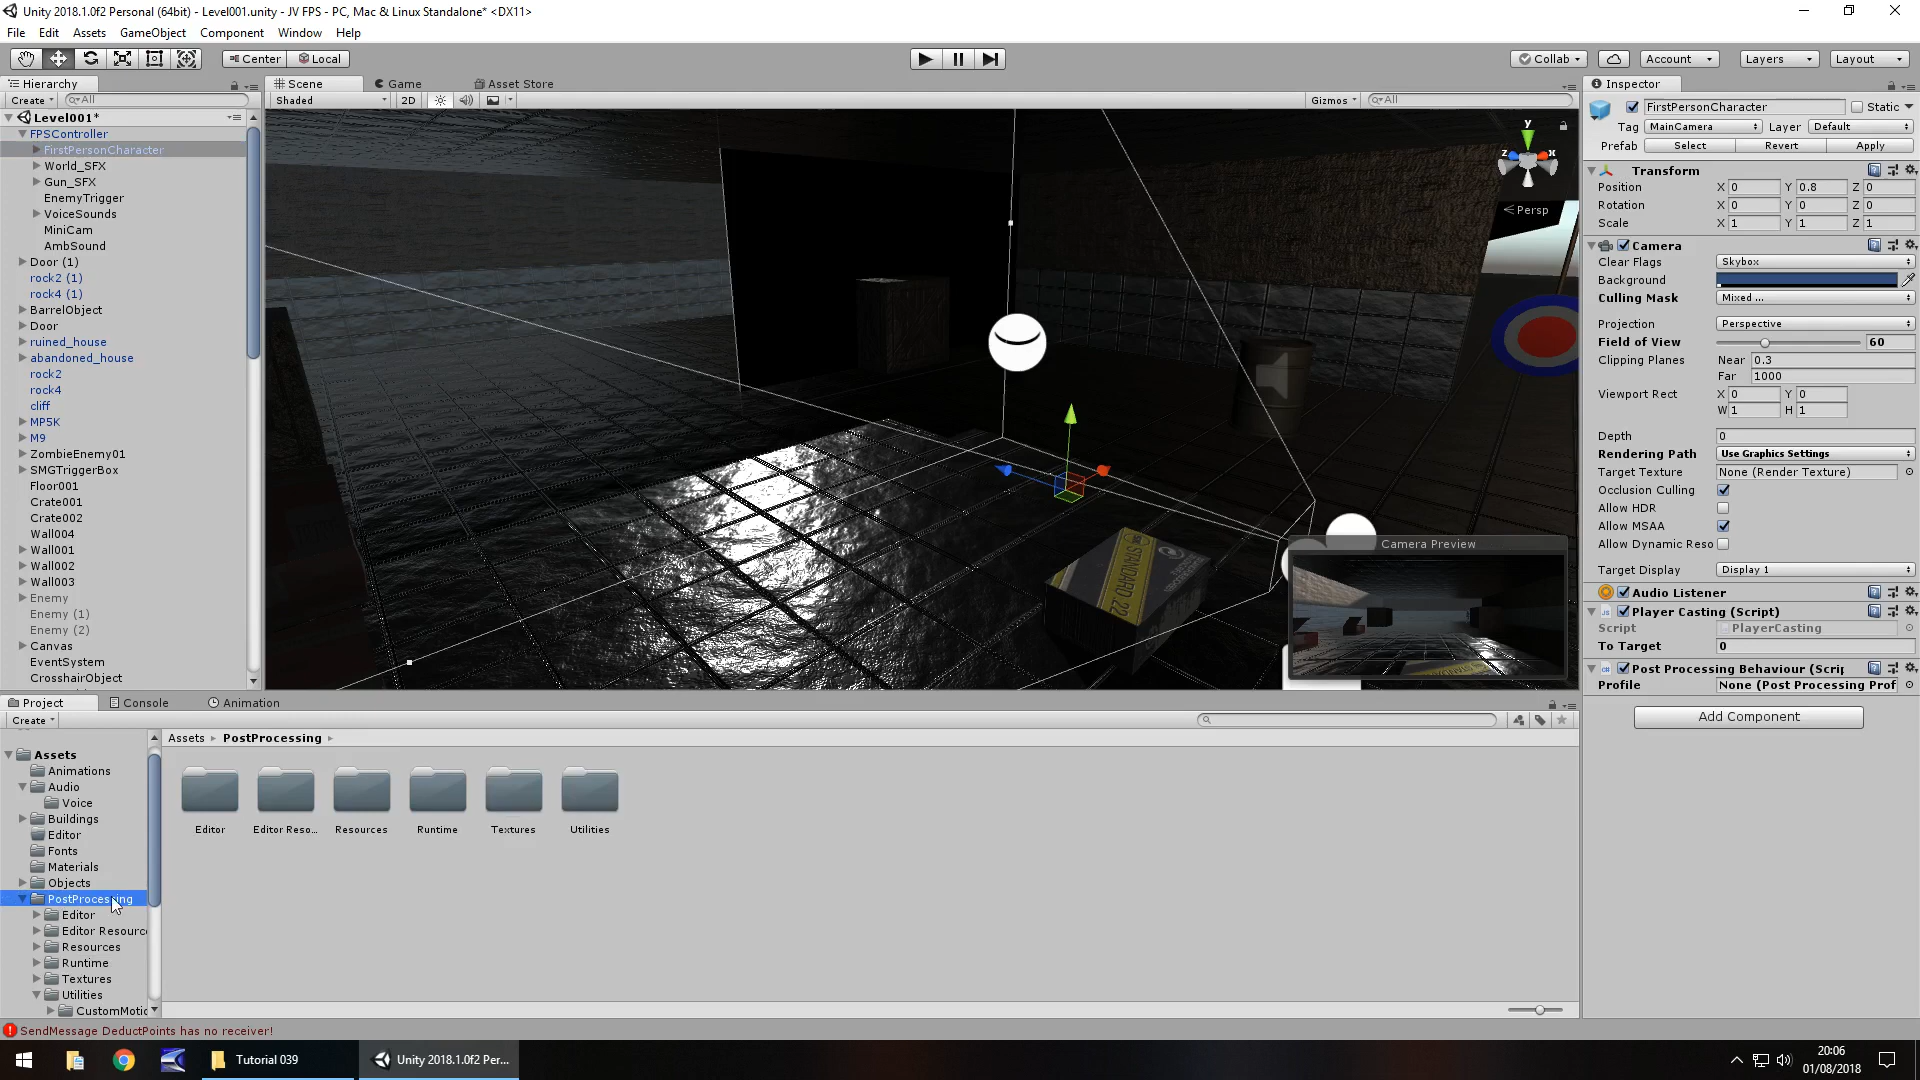 Unity 2018.1.0f2 Personal (64bit) - Level001.unity - JV FPS - PC, Mac & Linux Standalone* <DX11>
File Edit Assets GameObject Component Window Help
Center Local Collab Account Layers Layout
Hierarchy Scene Game Asset Store Inspector
Create All Shaded 2D Gizmos All
Level001*
FPSController
FirstPersonCharacter
World_SFX
Gun_SFX
EnemyTrigger
VoiceSounds
MiniCam
AmbSound
Door (1)
rock2 (1)
rock4 (1)
BarrelObject
Door
ruined_house
abandoned_house
rock2
rock4
cliff
MP5K
M9
ZombieEnemy01
SMGTriggerBox
Floor001
Crate001
Crate002
Wall004
Wall001
Wall002
Wall003
Enemy
Enemy (1)
Enemy (2)
Canvas
EventSystem
CrosshairObject
y
z x
Persp
STANDARD 22
Camera Preview
FirstPersonCharacter Static
Tag MainCamera Layer Default
Prefab Select Revert Apply
Transform
Position X 0 Y 0.8 Z 0
Rotation X 0 Y 0 Z 0
Scale X 1 Y 1 Z 1
Camera
Clear Flags Skybox
Background
Culling Mask Mixed ...
Projection Perspective
Field of View 60
Clipping Planes Near 0.3
Far 1000
Viewport Rect X 0 Y 0
W 1 H 1
Depth 0
Rendering Path Use Graphics Settings
Target Texture None (Render Texture)
Occlusion Culling
Allow HDR
Allow MSAA
Allow Dynamic Reso
Target Display Display 1
Audio Listener
Player Casting (Script)
Script PlayerCasting
To Target 0
Post Processing Behaviour (Scrip
Profile None (Post Processing Prof
Add Component
Project Console Animation
Create
Assets
Animations
Audio
Voice
Buildings
Editor
Fonts
Materials
Objects
PostProcessing
Editor
Editor Resourc
Resources
Runtime
Textures
Utilities
CustomMotic
Assets PostProcessing
Editor Editor Reso... Resources Runtime Textures Utilities
SendMessage DeductPoints has no receiver!
Tutorial 039 Unity 2018.1.0f2 Per...
20:06
01/08/2018